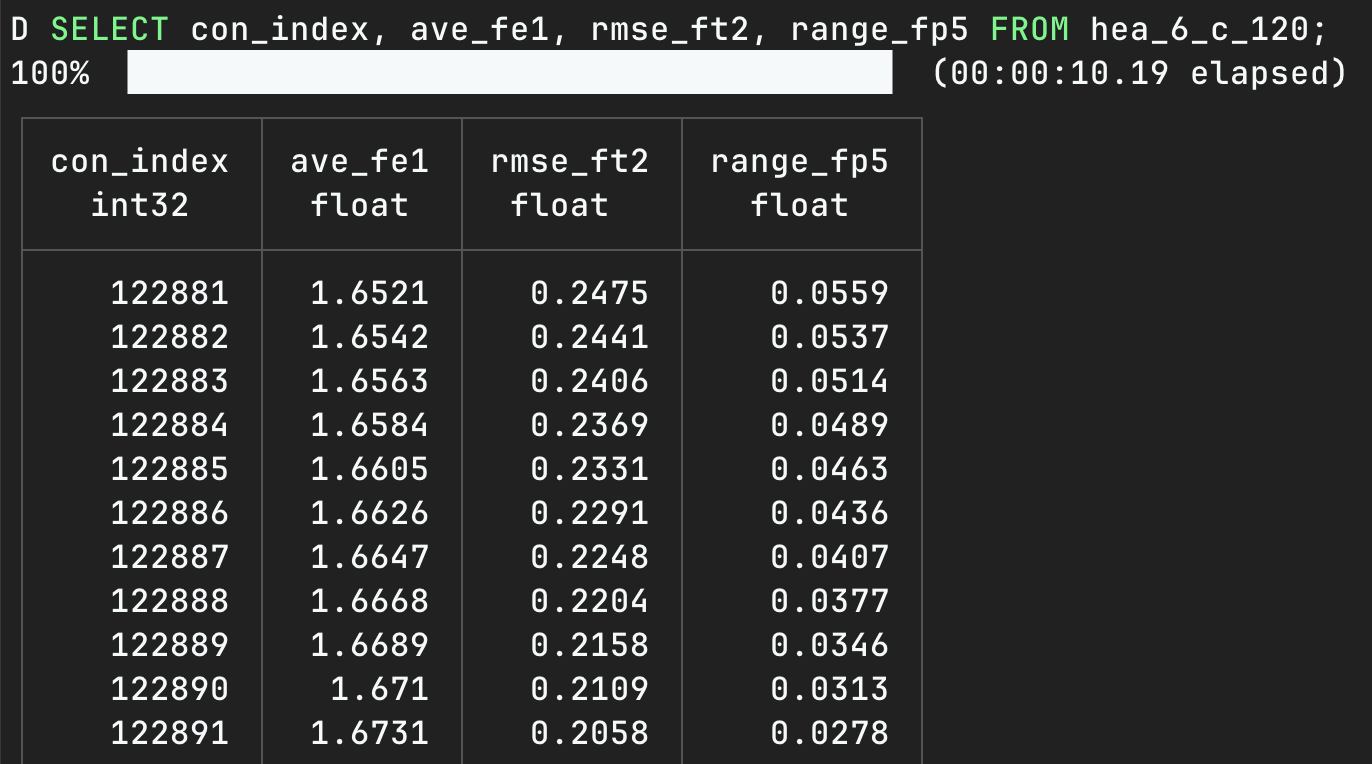 D SELECT con_index, ave_fe1, rmse_ft2, range_fp5 FROM hea_6_c_120;
100% (00:00:10.19 elapsed)
con_index ave_fe1 rmse_ft2 range_fp5
int32 float float float
122881 1.6521 0.2475 0.0559
122882 1.6542 0.2441 0.0537
122883 1.6563 0.2406 0.0514
122884 1.6584 0.2369 0.0489
122885 1.6605 0.2331 0.0463
122886 1.6626 0.2291 0.0436
122887 1.6647 0.2248 0.0407
122888 1.6668 0.2204 0.0377
122889 1.6689 0.2158 0.0346
122890 1.671 0.2109 0.0313
122891 1.6731 0.2058 0.0278